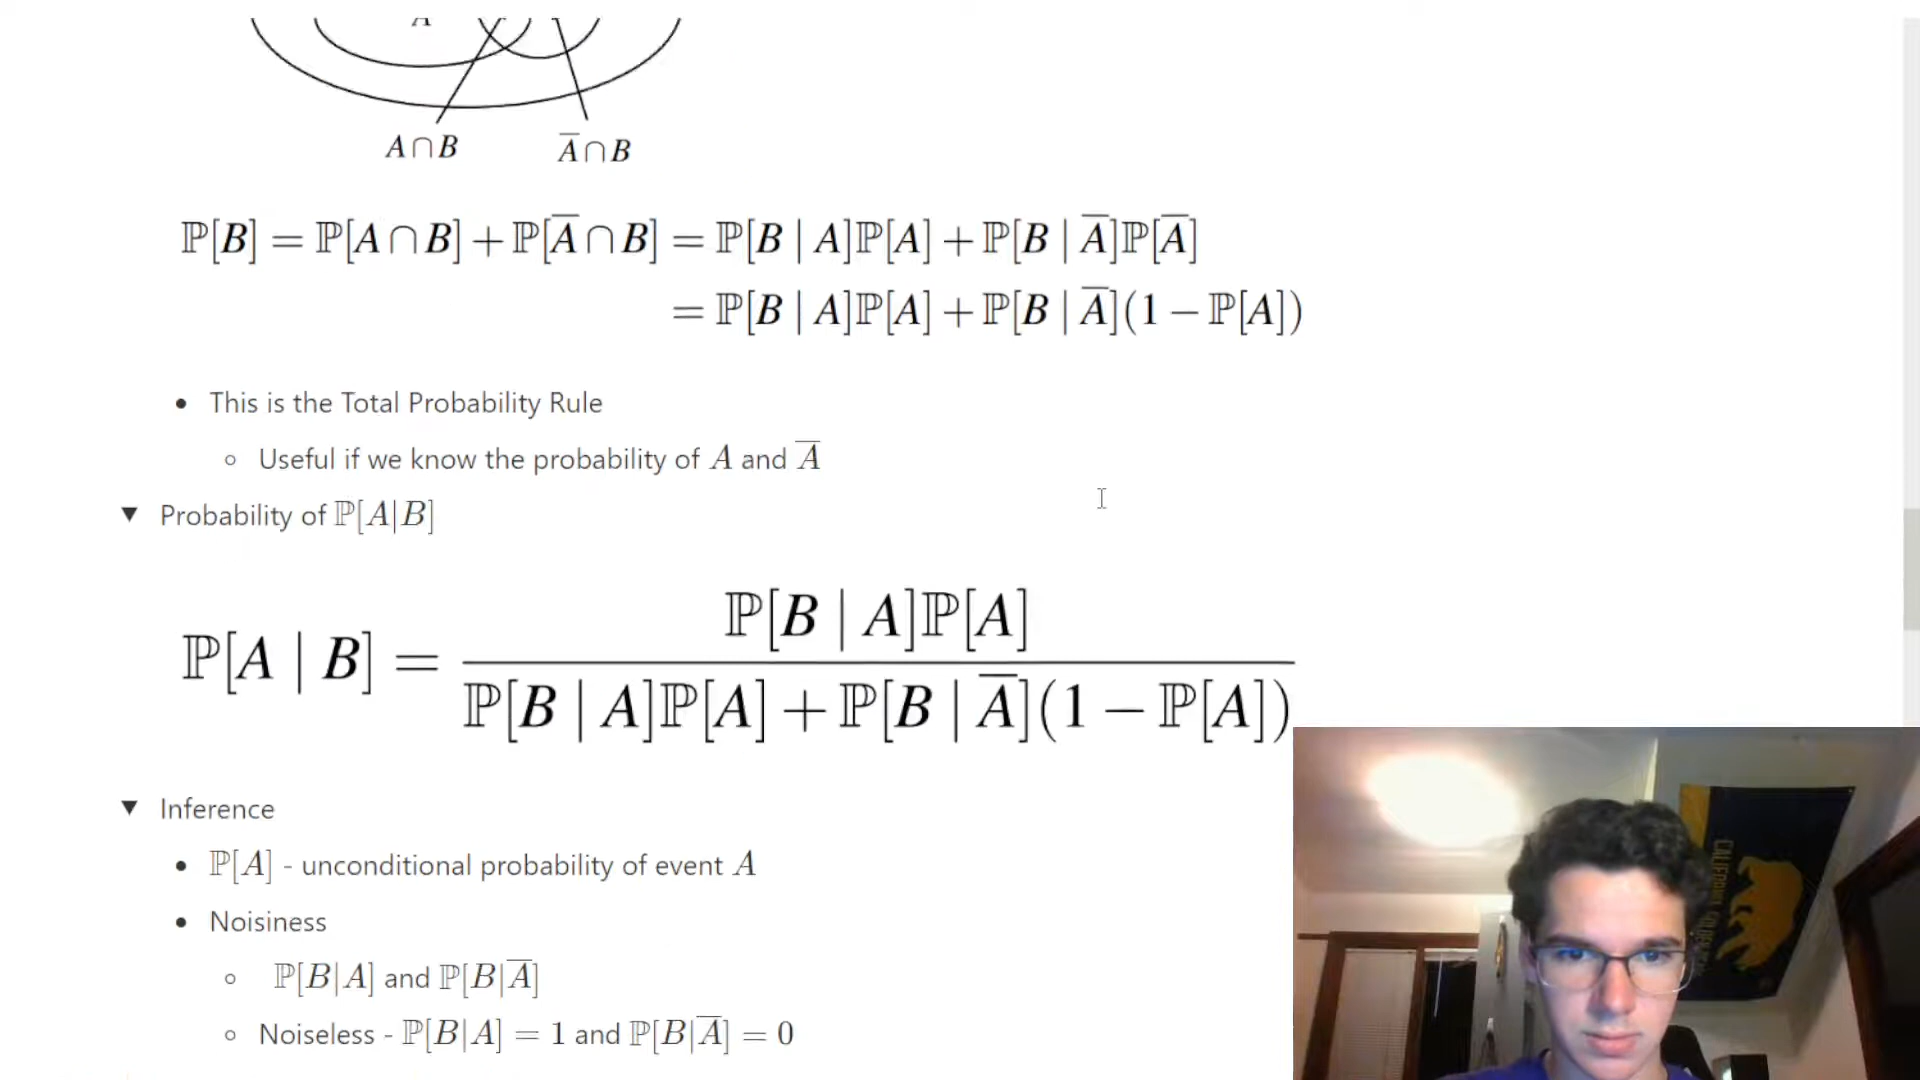 A
A ∩ B
A̅ ∩ B
ℙ[B] = ℙ[A ∩ B] + ℙ[A̅ ∩ B] = ℙ[B | A]ℙ[A] + ℙ[B | A̅]ℙ[A̅]
= ℙ[B | A]ℙ[A] + ℙ[B | A̅](1 − ℙ[A])
• This is the Total Probability Rule
◦ Useful if we know the probability of A and A̅
▼ Probability of ℙ[A|B]
ℙ[B | A]ℙ[A]
ℙ[A | B] =
ℙ[B | A]ℙ[A] + ℙ[B | A̅](1 − ℙ[A])
▼ Inference
• ℙ[A] - unconditional probability of event A
• Noisiness
◦ ℙ[B|A] and ℙ[B|A̅]
◦ Noiseless - ℙ[B|A] = 1 and ℙ[B|A̅] = 0
CALIFORNIA